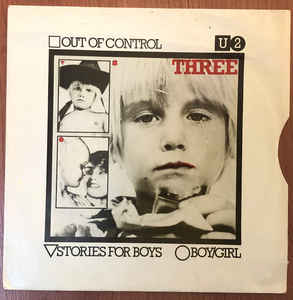 OUT OF CONTROL
U2
THREE
STORIES FOR BOYS
BOY/GIRL